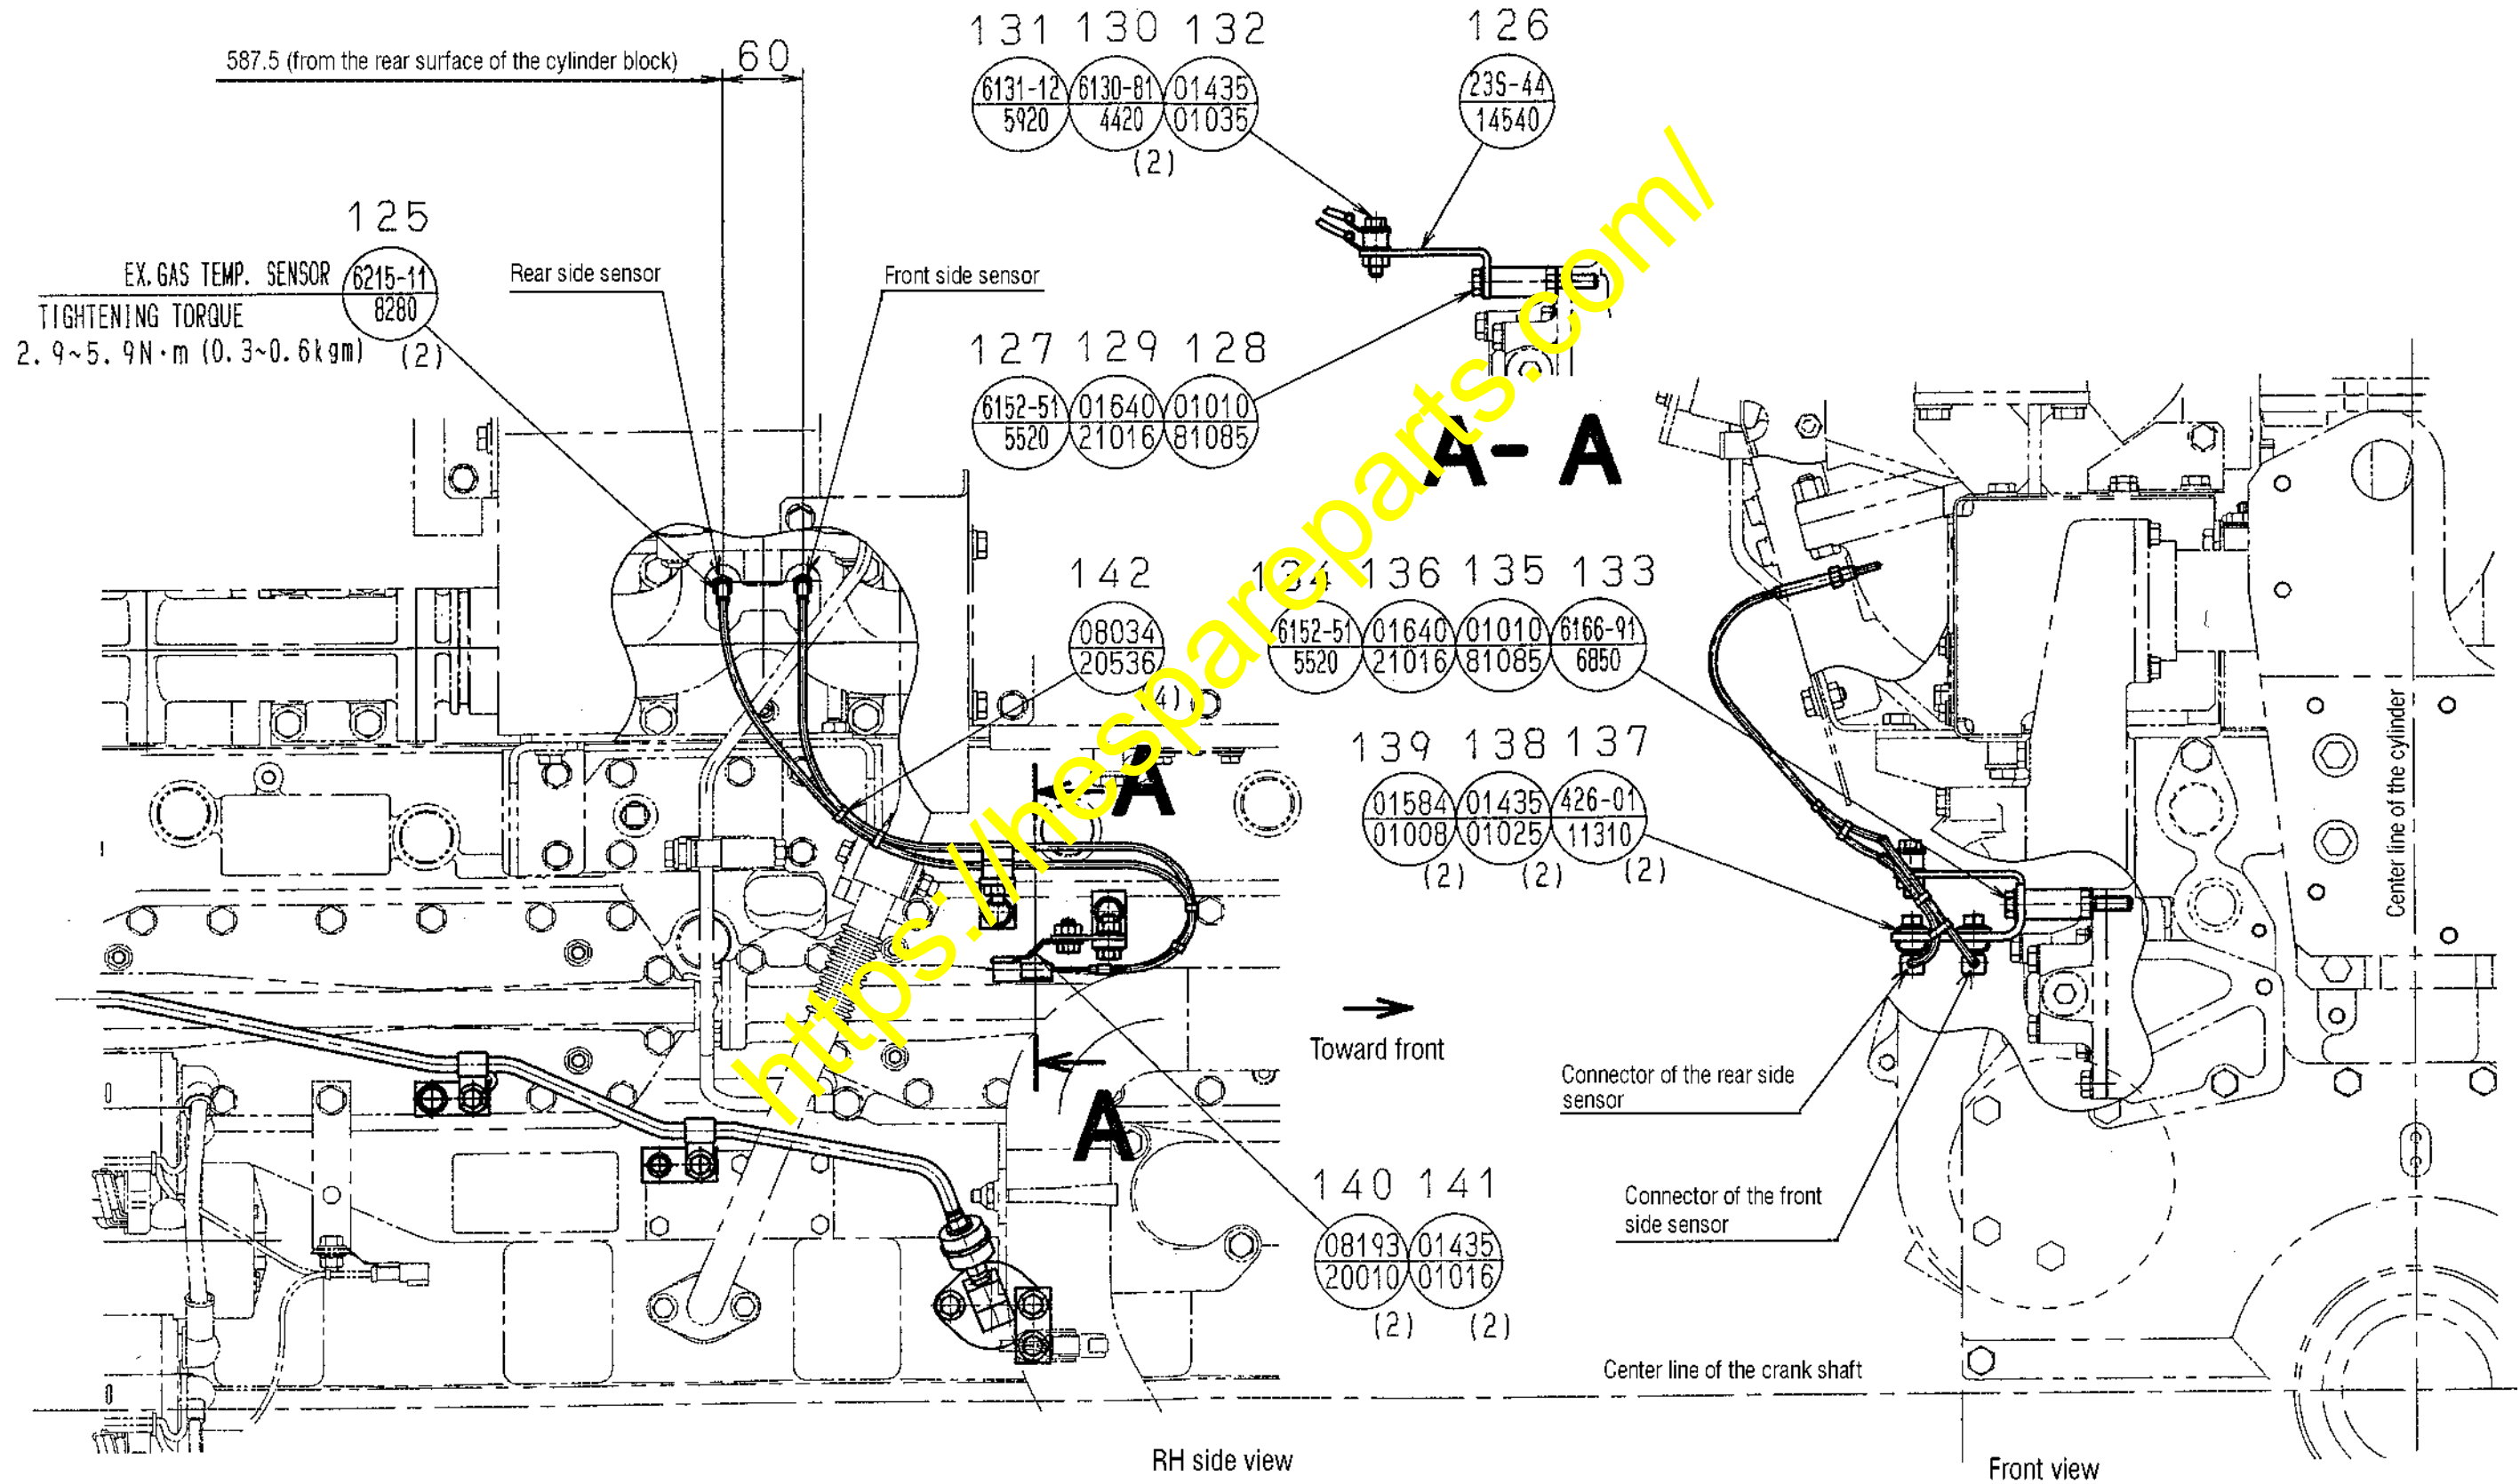 131 130 132
126
587.5 (from the rear surface of the cylinder block)
60
6131-12 6130-81 01435
5920 4420 01035
(2)
23S-44
14540
125
EX. GAS TEMP. SENSOR
6215-11
8280
TIGHTENING TORQUE
2.9~5.9N·m (0.3~0.6kgm)
(2)
Rear side sensor
Front side sensor
127 129 128
6152-51 01640 01010
5520 21016 81085
A-A
142
08034
20536
(4)
134 136 135 133
6152-51 01640 01010 6166-91
5520 21016 81085 6850
139 138 137
01584 01435 426-01
01008 01025 11310
(2) (2) (2)
A
A
Toward front
Center line of the cylinder
Connector of the rear side
sensor
Connector of the front
side sensor
140 141
08193 01435
20010 01016
(2) (2)
Center line of the crank shaft
RH side view
Front view
https://hespareparts.com/